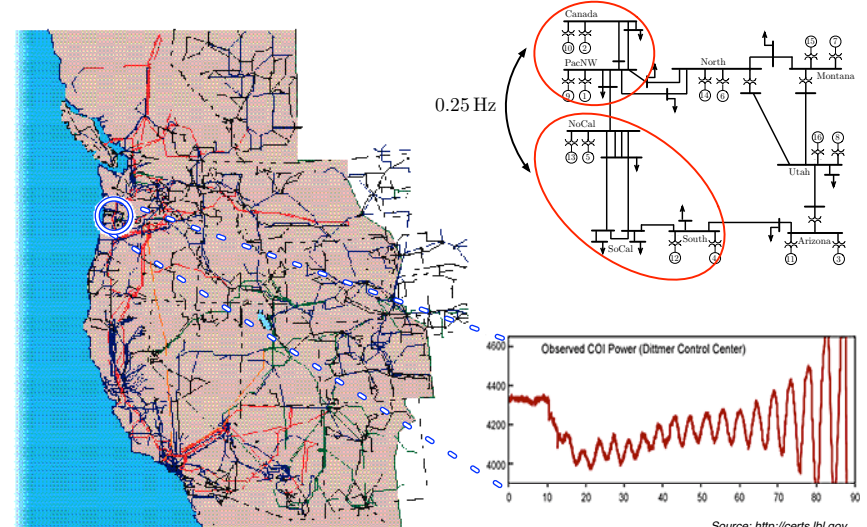 Canada
10 2
PacNW
9 1
0.25 Hz
North
14 6
15 7
Montana
NoCal
13 5
16 8
Utah
SoCal
South
12 4
Arizona
11 3
Observed COI Power (Dittmer Control Center)
4600
4400
4200
4000
0 10 20 30 40 50 60 70 80 90
Source: http://certs.lbl.gov